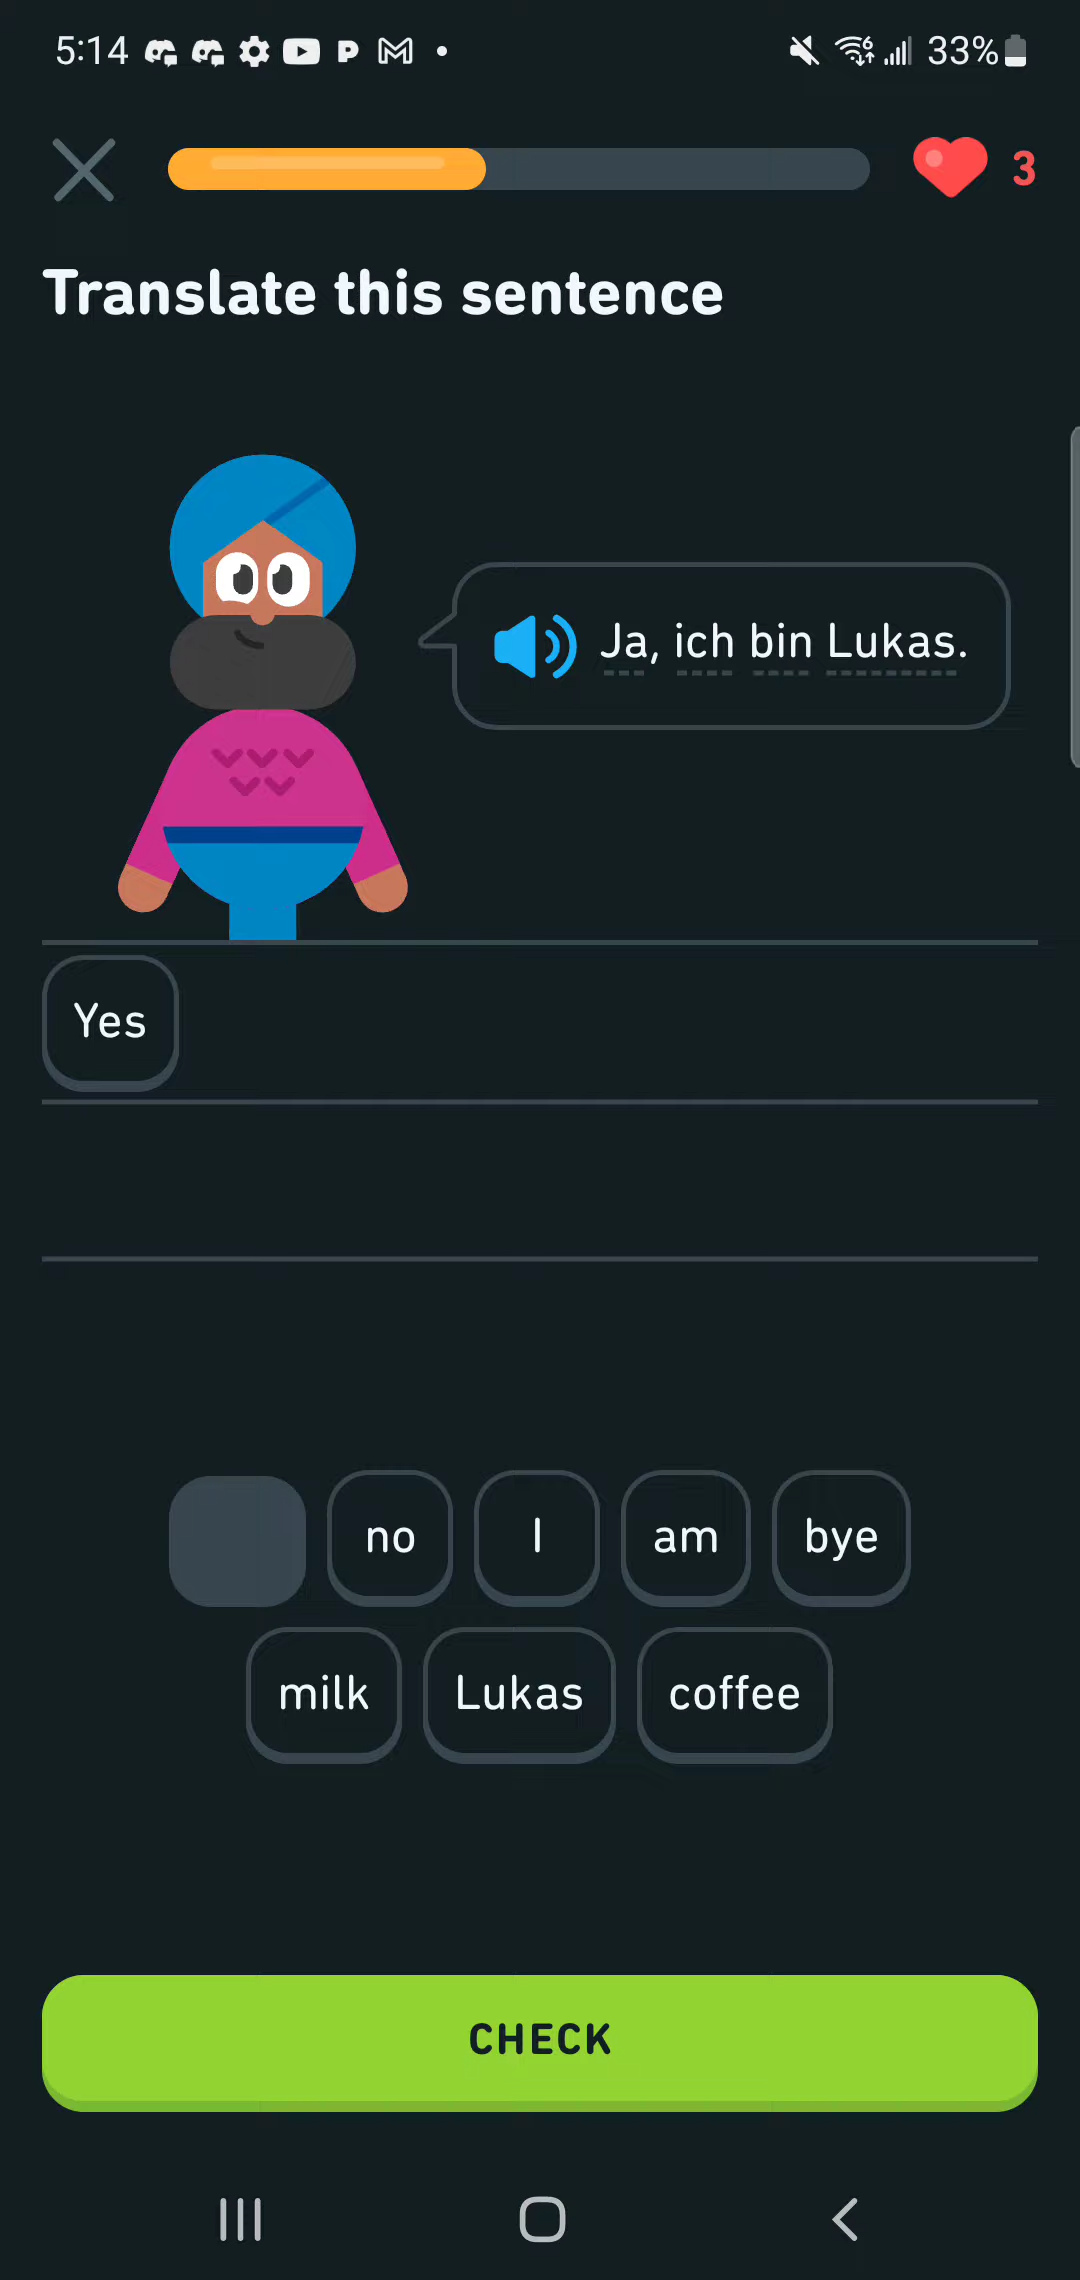 5:14 33%
3
Translate this sentence
Ja, ich bin Lukas.
Yes
no I am bye
milk Lukas coffee
CHECK